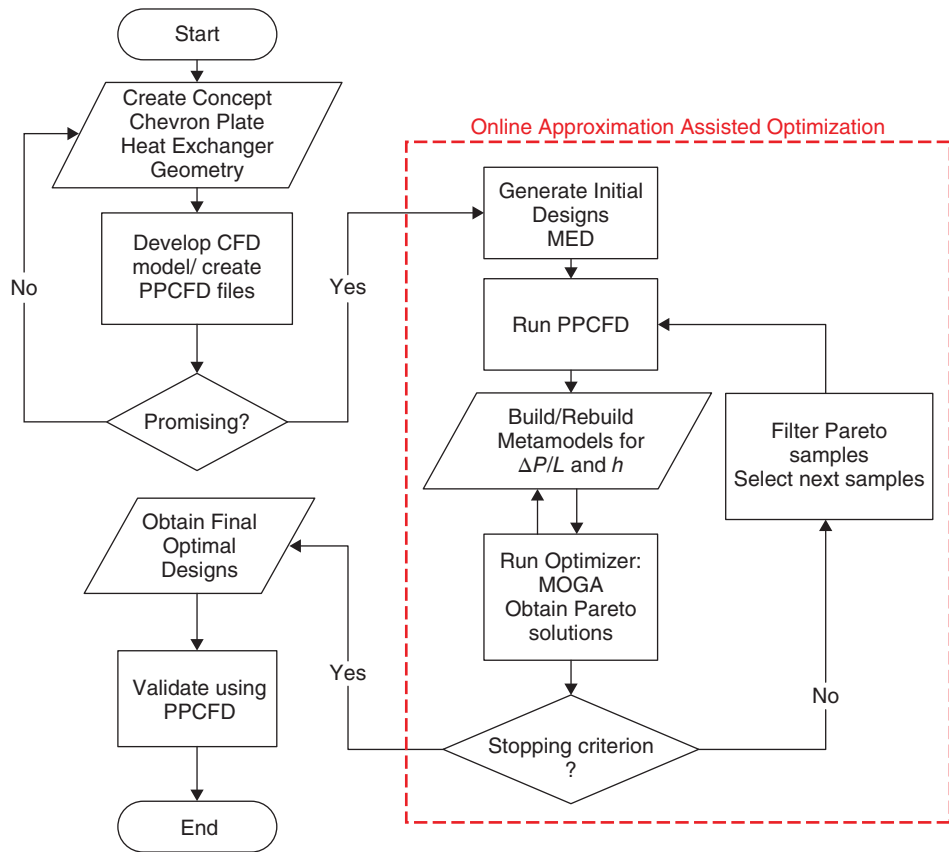 Start
Create Concept
Chevron Plate
Heat Exchanger
Geometry
Develop CFD
model/ create
PPCFD files
No
Yes
Promising?
Online Approximation Assisted Optimization
Generate Initial
Designs
MED
Run PPCFD
Build/Rebuild
Metamodels for
ΔP/L and h
Run Optimizer:
MOGA
Obtain Pareto
solutions
Filter Pareto
samples
Select next samples
No
Stopping criterion
?
Yes
Obtain Final
Optimal
Designs
Validate using
PPCFD
End